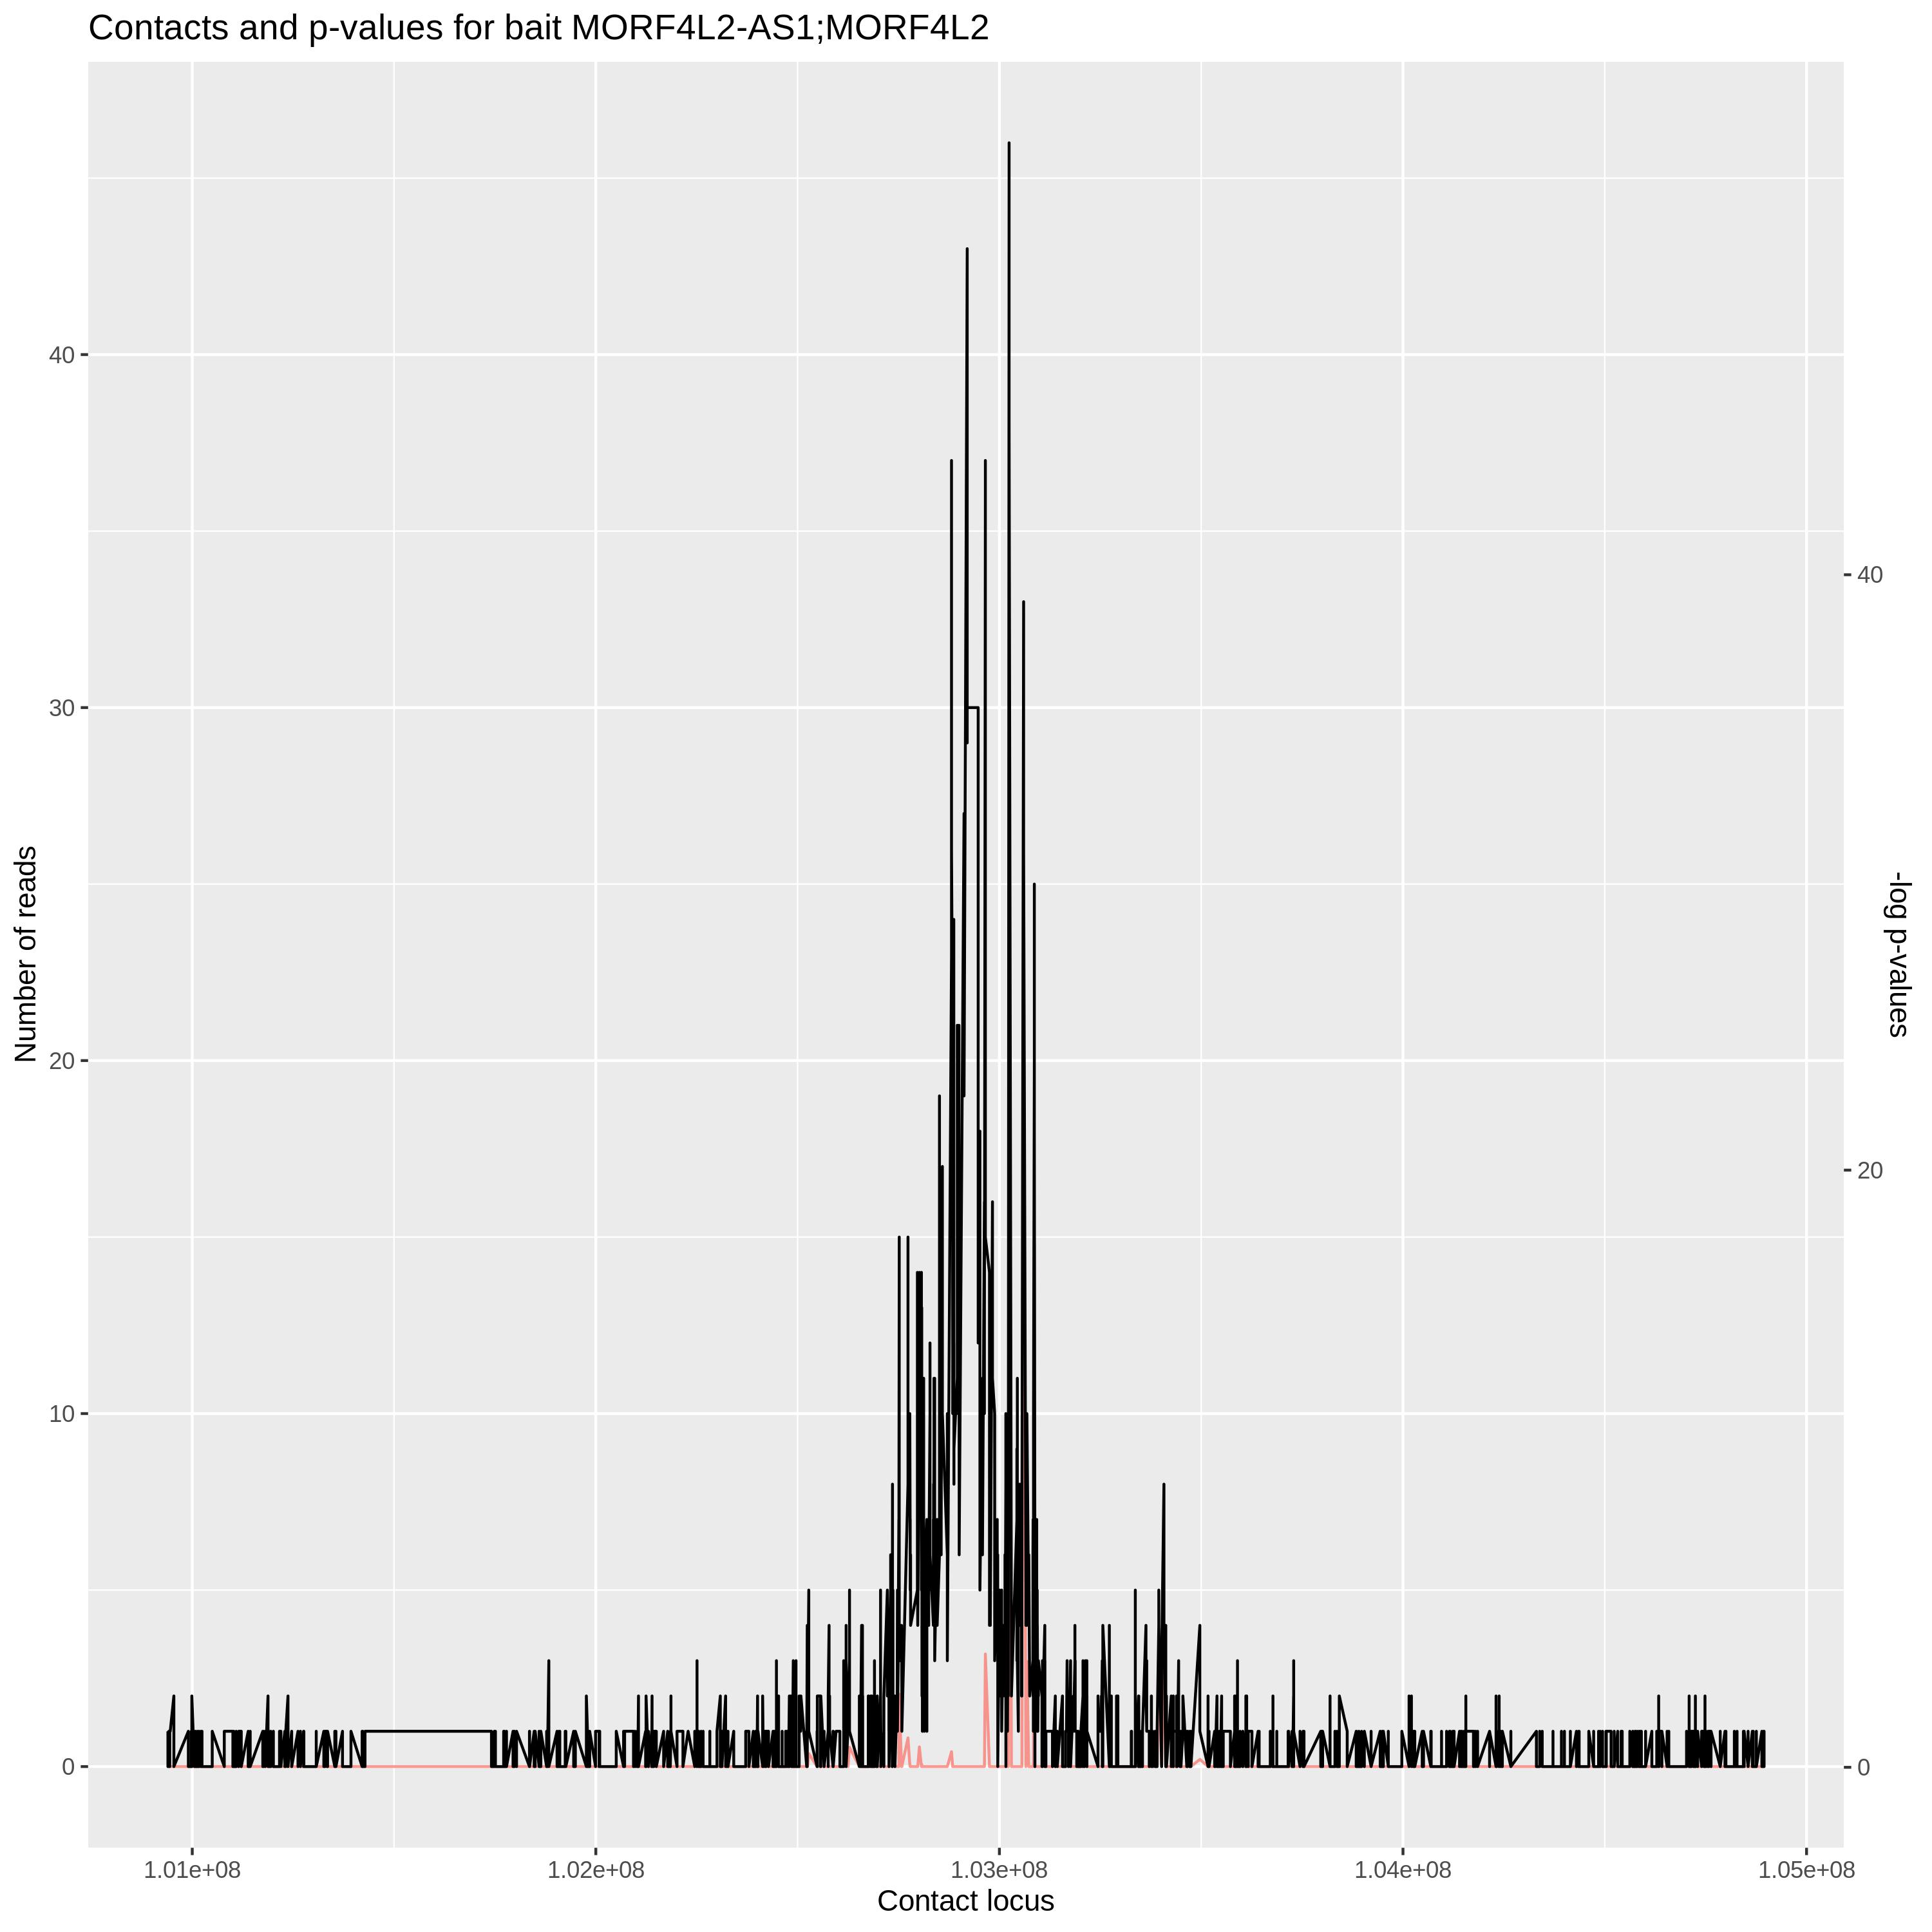 Contacts and p-values for bait MORF4L2-AS1;MORF4L2
Number of reads
40
30
20
10
0
-log p-values
40
20
0
1.01e+08 1.02e+08 1.03e+08 1.04e+08 1.05e+08
Contact locus